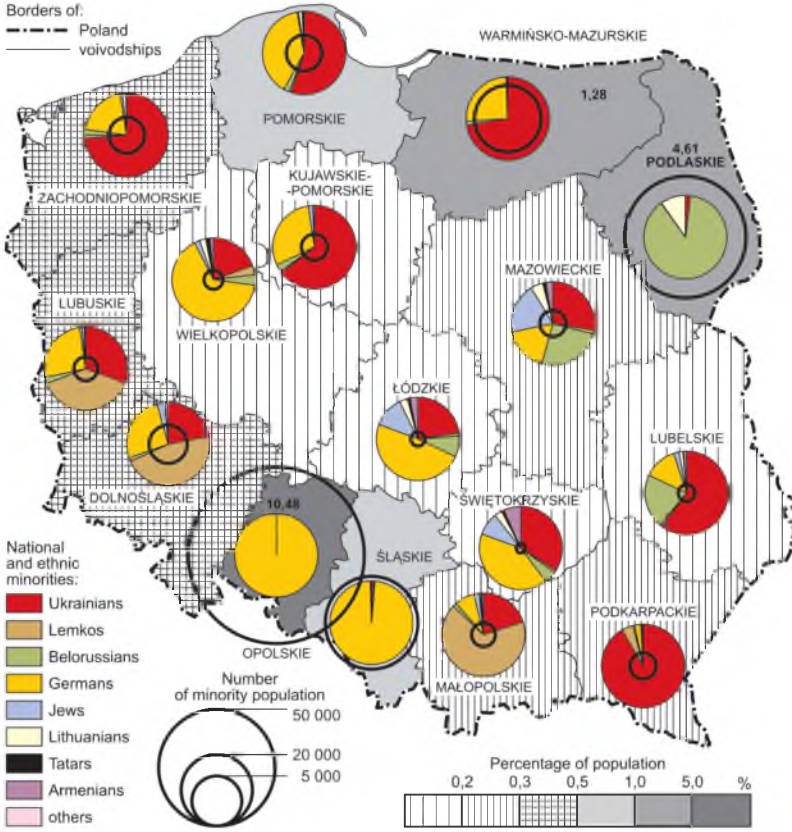 Borders of:
Poland
voivodships
WARMIŃSKO-MAZURSKIE
1,28
POMORSKIE
4,61
PODLASKIE
KUJAWSKIE-
-POMORSKIE
ZACHODNIOPOMORSKIE
MAZOWIECKIE
LUBUSKIE
WIELKOPOLSKIE
ŁÓDZKIE
LUBELSKIE
DOLNOŚLĄSKIE
ŚWIĘTOKRZYSKIE
10,48
ŚLĄSKIE
PODKARPACKIE
OPOLSKIE
MAŁOPOLSKIE
National
and ethnic
minorities:
Ukrainians
Lemkos
Belorussians
Germans
Jews
Lithuanians
Tatars
Armenians
others
Number
of minority population
50 000
20 000
5 000
Percentage of population
0,2 0,3 0,5 1,0 5,0 %